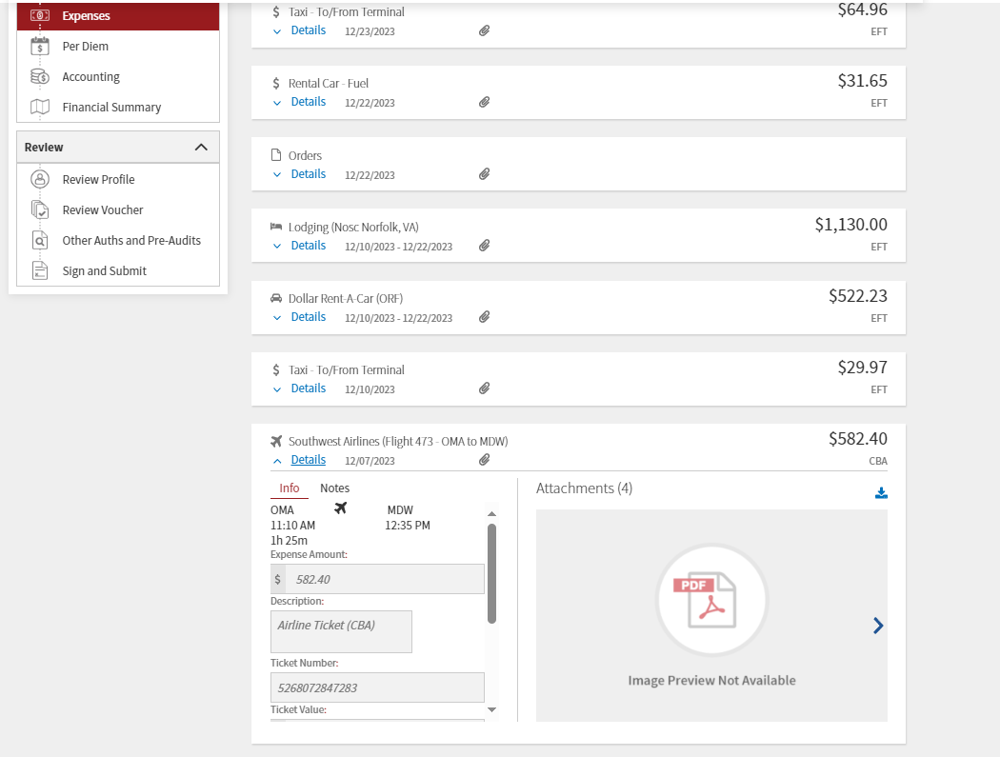 Expenses
Per Diem
Accounting
Financial Summary
Review
Review Profile
Review Voucher
Other Auths and Pre-Audits
Sign and Submit
Taxi - To/From Terminal
$64.96
Details 12/23/2023
EFT
Rental Car - Fuel
$31.65
Details 12/22/2023
EFT
Orders
Details 12/22/2023
Lodging (Nosc Norfolk, VA)
$1,130.00
Details 12/10/2023 - 12/22/2023
EFT
Dollar Rent-A-Car (ORF)
$522.23
Details 12/10/2023 - 12/22/2023
EFT
Taxi - To/From Terminal
$29.97
Details 12/10/2023
EFT
Southwest Airlines (Flight 473 - OMA to MDW)
$582.40
Details 12/07/2023
CBA
Info Notes
OMA MDW
11:10 AM 12:35 PM
1h 25m
Expense Amount:
$ 582.40
Description:
Airline Ticket (CBA)
Ticket Number:
5268072847283
Ticket Value:
Attachments (4)
PDF
Image Preview Not Available